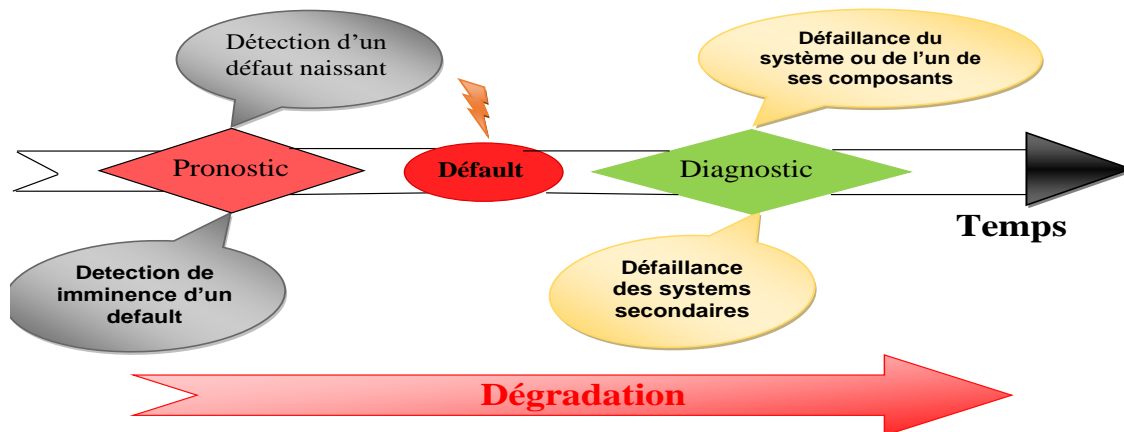 Détection d'un
défaut naissant
Défaillance du
système ou de l'un de
ses composants
Pronostic
Défault
Diagnostic
Temps
Detection de
imminence d'un
default
Défaillance
des systems
secondaires
Dégradation